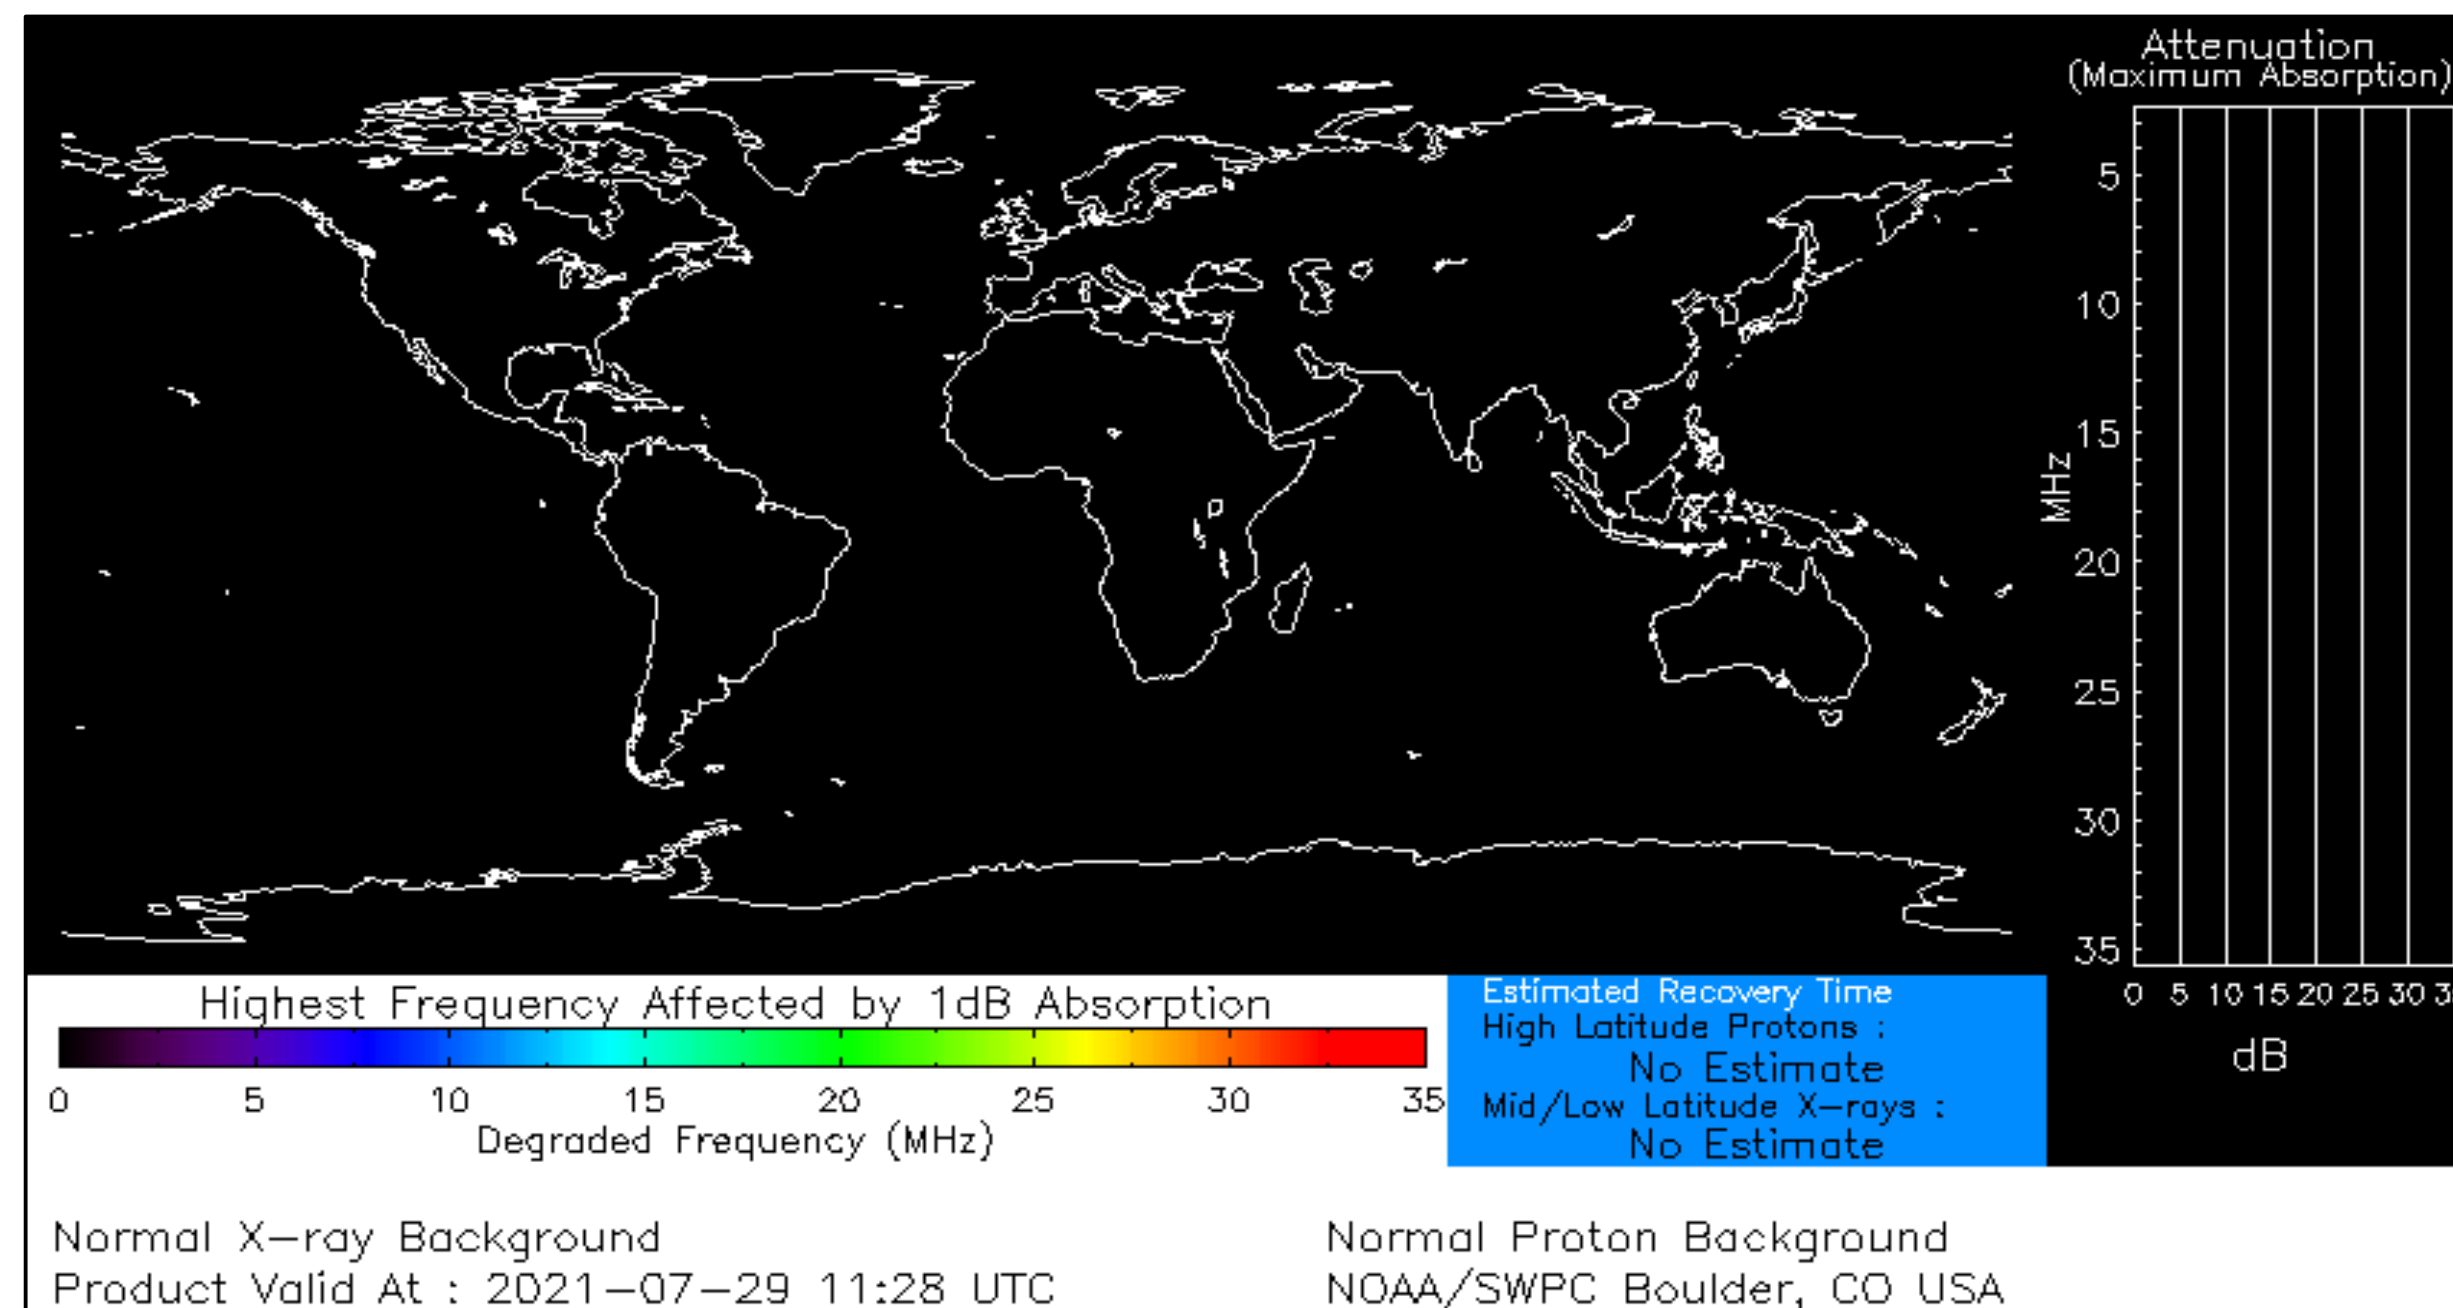 Attenuation
(Maximum Absorption)
5
10
15
20
25
30
35
MHz
0 5 10 15 20 25 30
dB
Highest Frequency Affected by 1dB Absorption
0 5 10 15 20 25 30 35
Degraded Frequency (MHz)
Estimated Recovery Time
High Latitude Protons :
No Estimate
Mid/Low Latitude X-rays :
No Estimate
Normal X-ray Background
Product Valid At : 2021-07-29 11:28 UTC
Normal Proton Background
NOAA/SWPC Boulder, CO USA